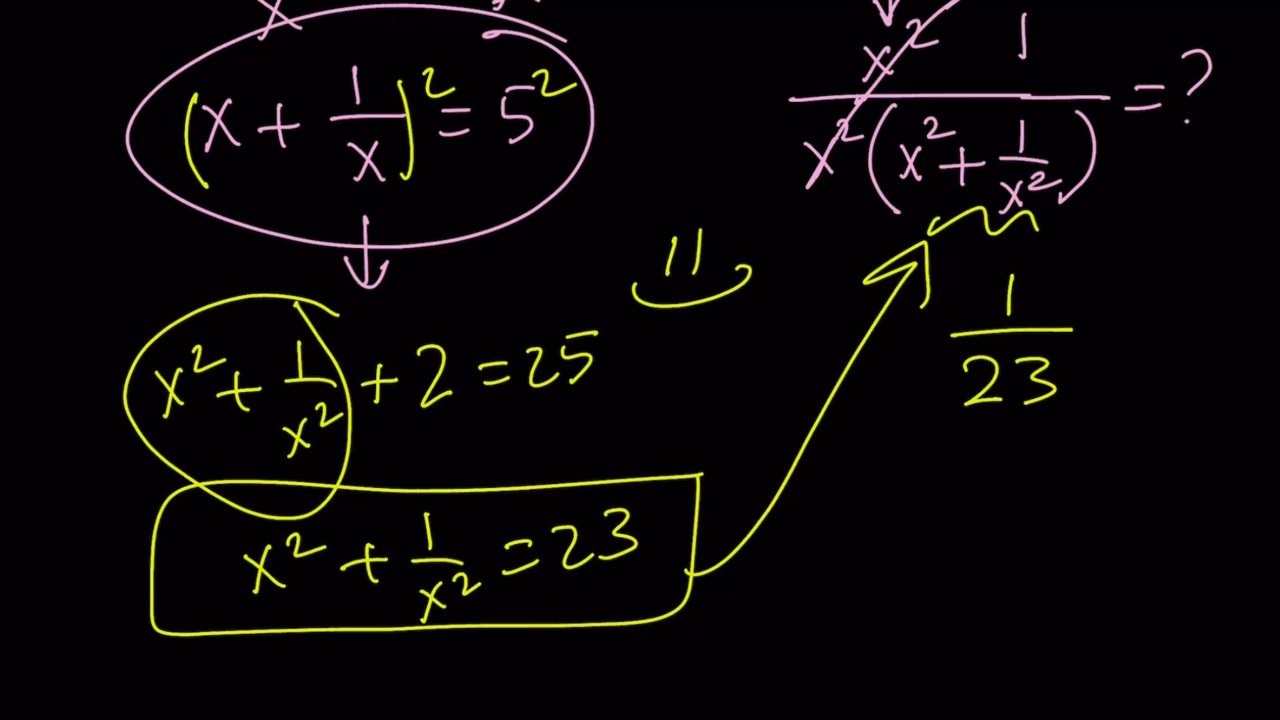 (x + 1/x)² = 5²
x² + 1/x² + 2 = 25
x² + 1/x² = 23
x² 1 / x²(x² + 1/x²) = ?
1/23